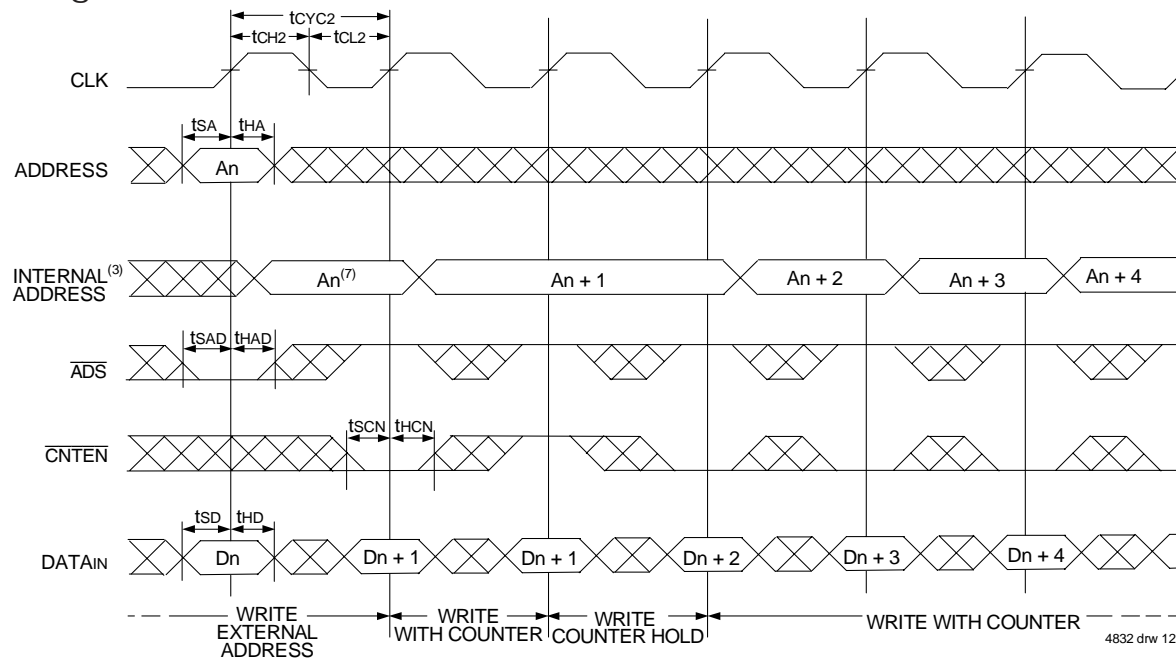 tCYC2
tCH2 tCL2
CLK
tSA tHA
ADDRESS An
INTERNAL(3)
ADDRESS
An(7) An + 1 An + 2 An + 3 An + 4
tSAD tHAD
ADS
tSCN tHCN
CNTEN
tSD tHD
DATAIN Dn Dn + 1 Dn + 1 Dn + 2 Dn + 3 Dn + 4
WRITE
EXTERNAL
ADDRESS
WRITE
WITH COUNTER
WRITE
COUNTER HOLD
WRITE WITH COUNTER
4832 drw 12